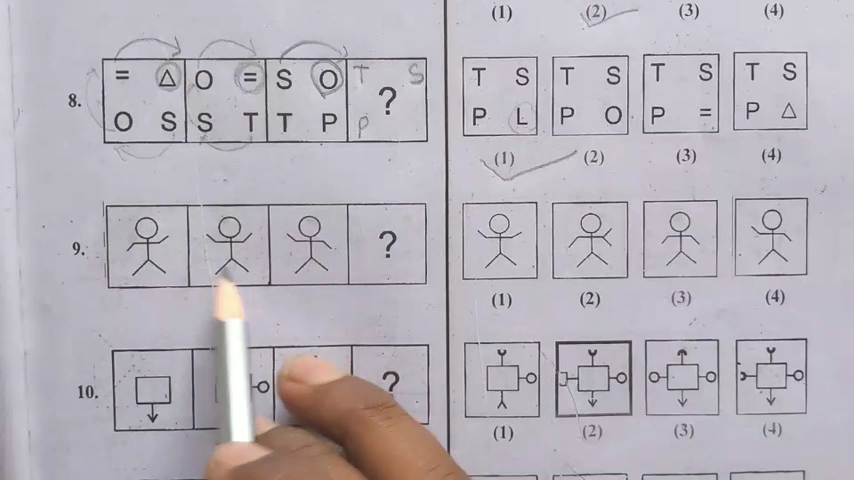 (1) (2) (3) (4)
8. = △ O = S O T S ? T S T S T S T S
O S S T T P P P L P O P = P △
(1) (2) (3) (4)
9. ?
(1) (2) (3) (4)
10. ?
(1) (2) (3) (4)